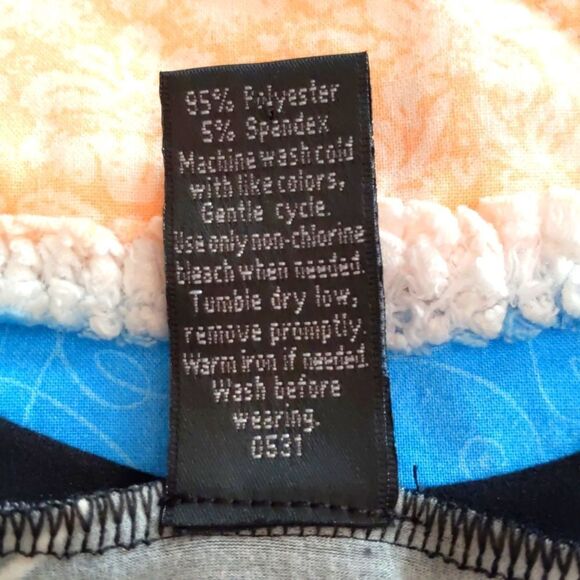 95% Polyester
5% Spandex
Machine wash cold
with like colors,
Gentle cycle.
Use only non-chlorine
bleach when needed.
Tumble dry low,
remove promptly.
Warm iron if needed.
Wash before
wearing.
0531